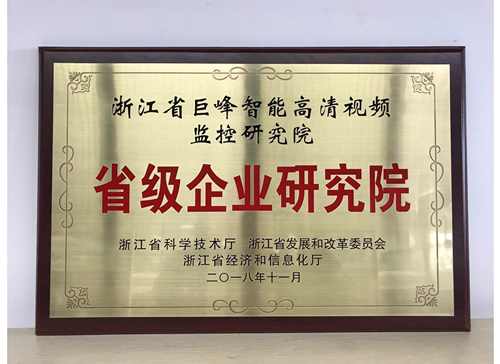 浙江省巨峰智能高清视频
监控研究院
省级企业研究院
浙江省科学技术厅 浙江省发展和改革委员会
浙江省经济和信息化厅
二〇一八年十一月